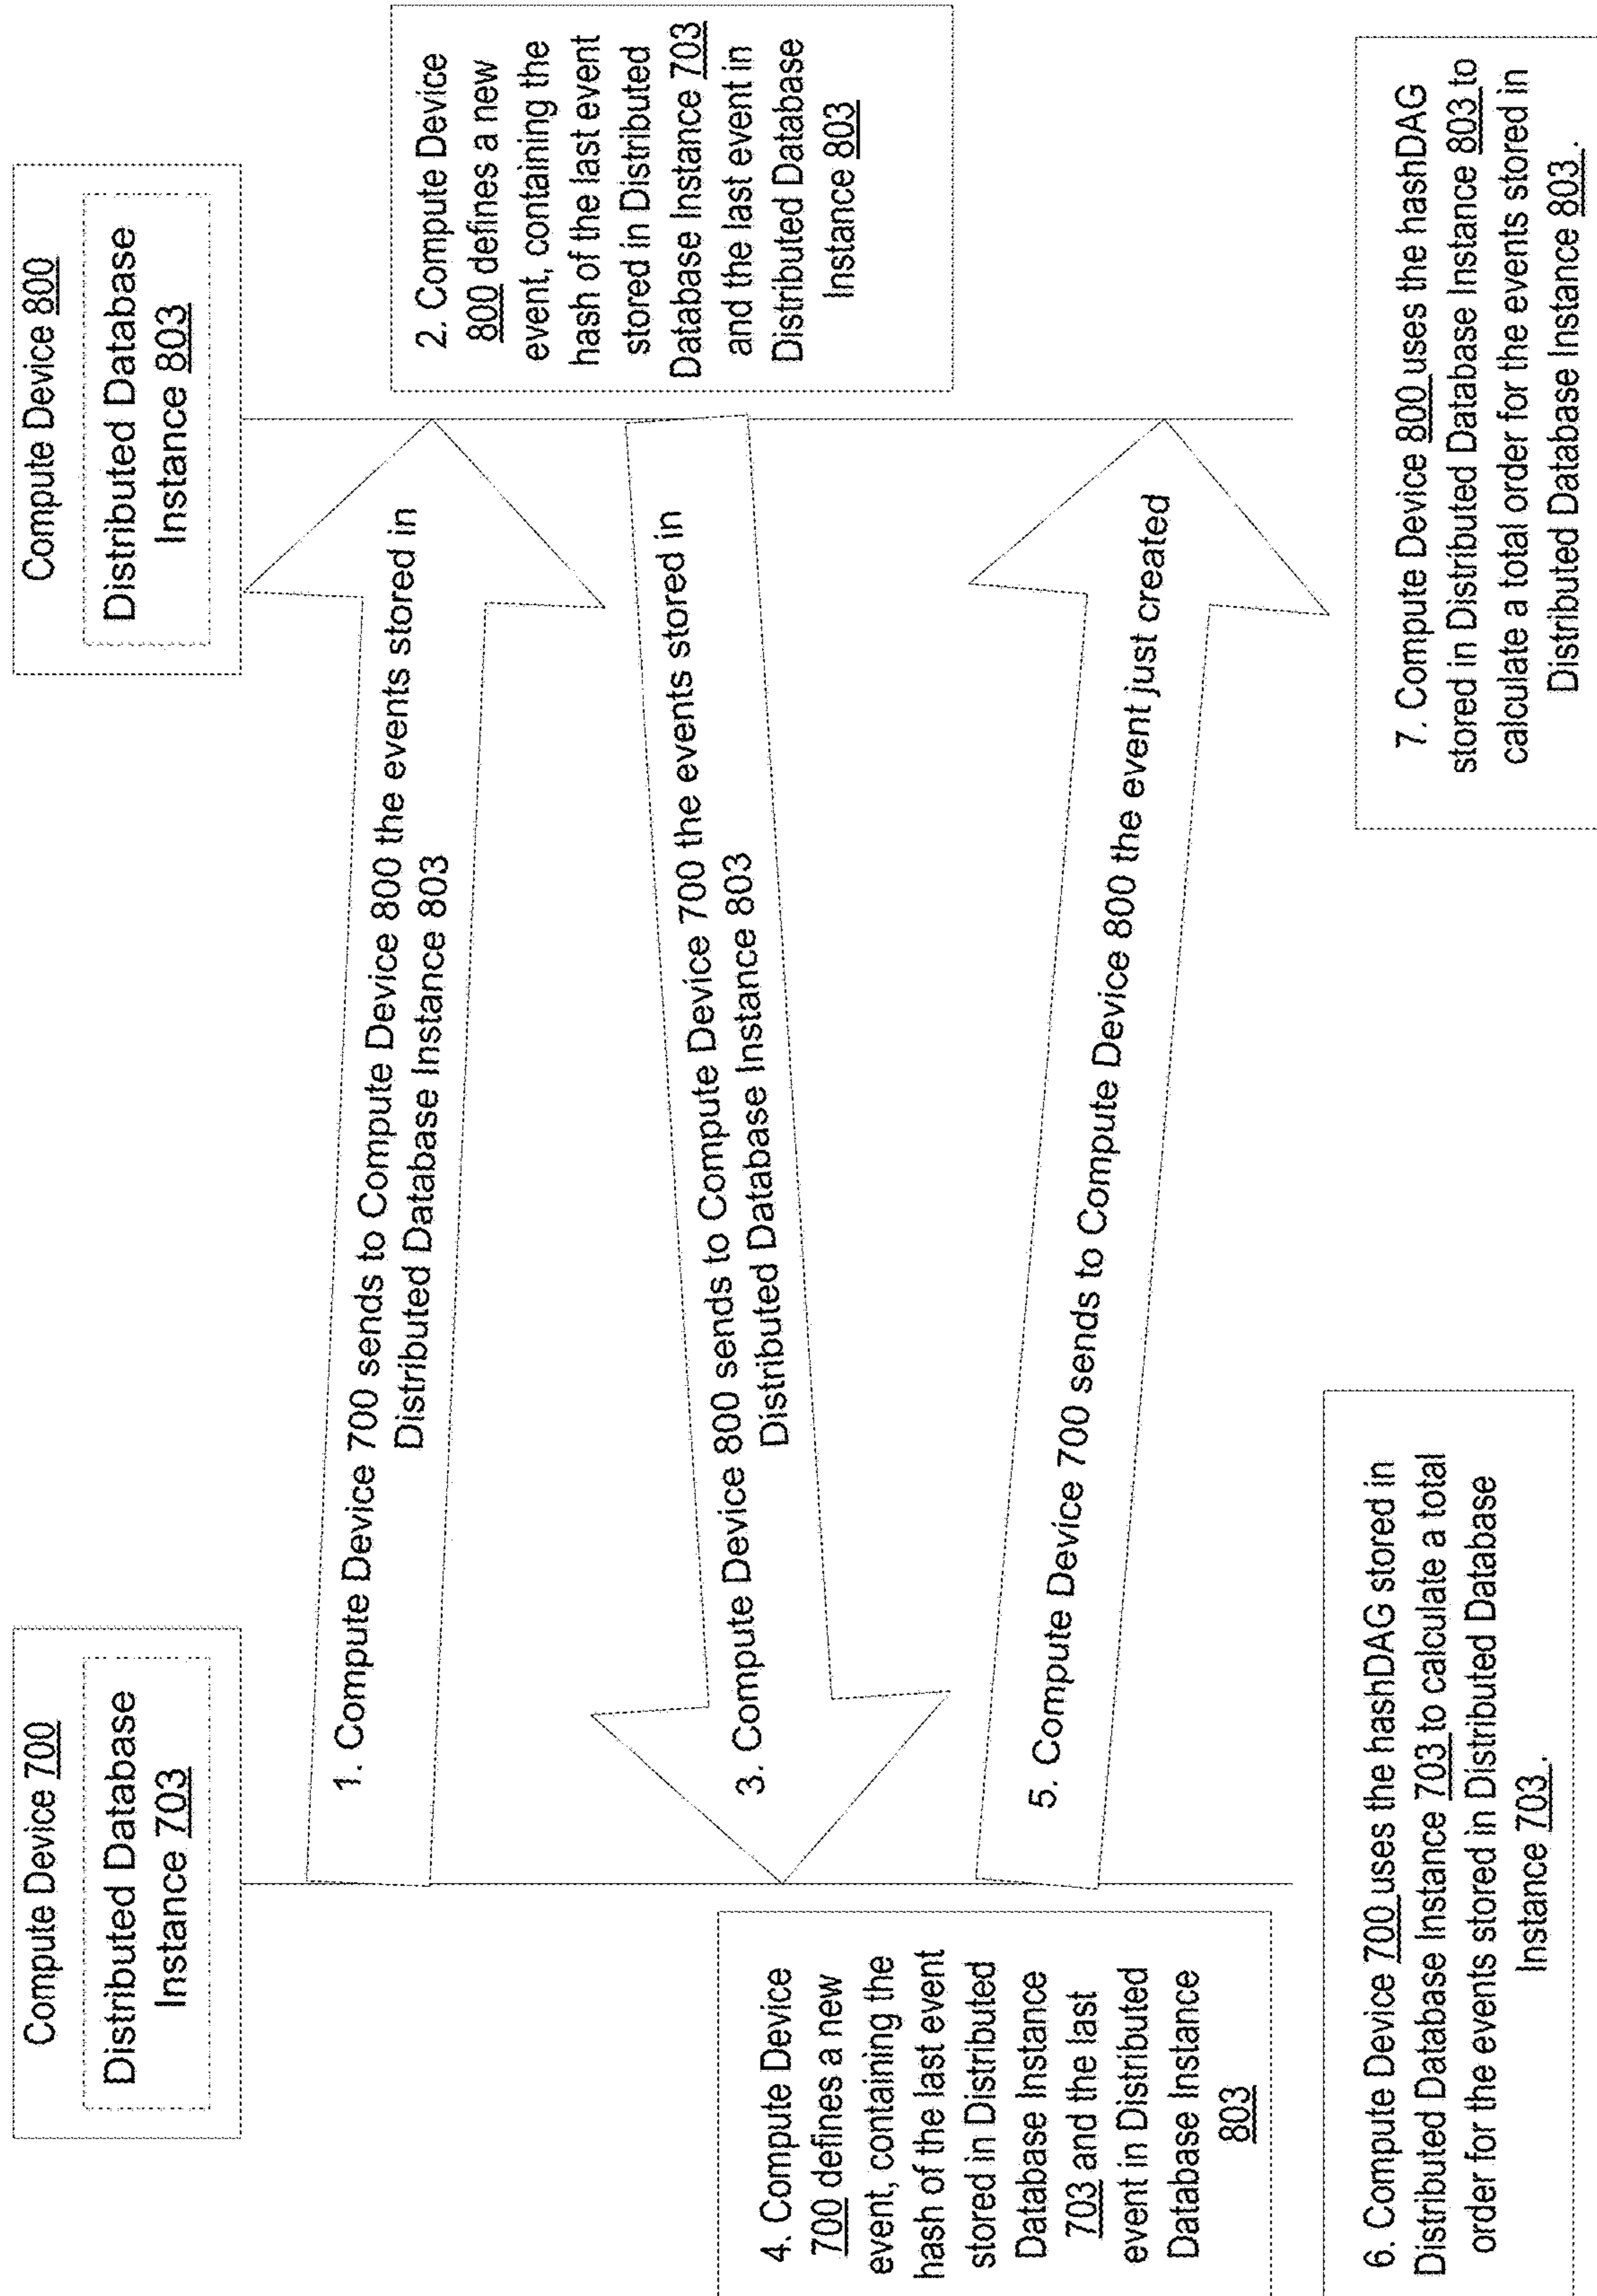 Compute Device 700
Distributed Database
Instance 703
Compute Device 800
Distributed Database
Instance 803
1. Compute Device 700 sends to Compute Device 800 the events stored in
Distributed Database Instance 803
2. Compute Device
800 defines a new
event, containing the
hash of the last event
stored in Distributed
Database Instance 703
and the last event in
Distributed Database
Instance 803
3. Compute Device 800 sends to Compute Device 700 the events stored in
Distributed Database Instance 803
4. Compute Device
700 defines a new
event, containing the
hash of the last event
stored in Distributed
Database Instance
703 and the last
event in Distributed
Database Instance
803
5. Compute Device 700 sends to Compute Device 800 the event just created
6. Compute Device 700 uses the hashDAG stored in
Distributed Database Instance 703 to calculate a total
order for the events stored in Distributed Database
Instance 703.
7. Compute Device 800 uses the hashDAG
stored in Distributed Database Instance 803 to
calculate a total order for the events stored in
Distributed Database Instance 803.